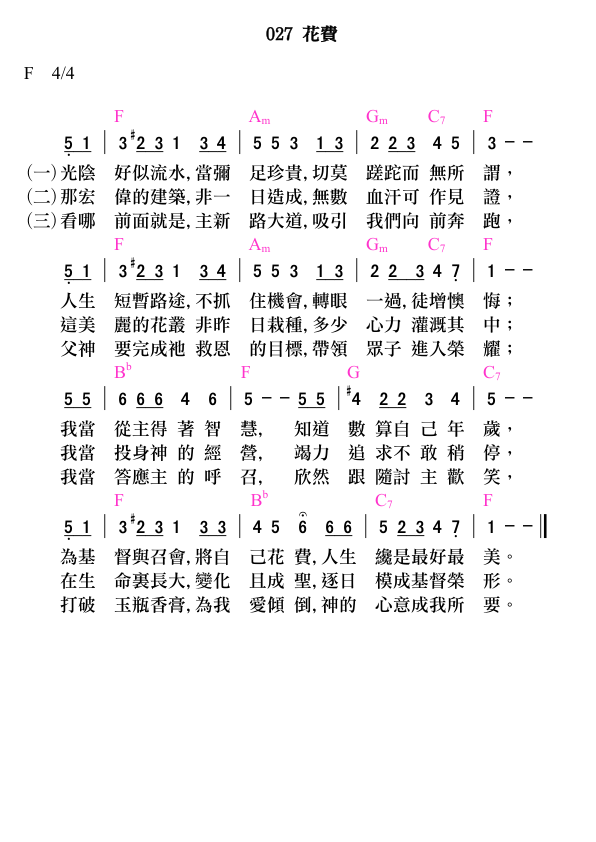 027 花費
F 4/4
F Am Gm C7 F
5 1 | 3 #2 3 1 3 4 | 5 5 3 1 3 | 2 2 3 4 5 | 3 - -
(一)光陰 好似流水, 當彌 足珍貴, 切莫 蹉跎而 無所 謂，
(二)那宏 偉的建築, 非一 日造成, 無數 血汗可 作見 證，
(三)看哪 前面就是, 主新 路大道, 吸引 我們向 前奔 跑，
F Am Gm C7 F
5 1 | 3 #2 3 1 3 4 | 5 5 3 1 3 | 2 2 3 4 7 | 1 - -
人生 短暫路途, 不抓 住機會, 轉眼 一過, 徒增懊 悔；
這美 麗的花叢 非昨 日栽種, 多少 心力 灌溉其 中；
父神 要完成祂 救恩 的目標, 帶領 眾子 進入榮 耀；
Bb F G C7
5 5 | 6 6 6 4 6 | 5 - - 5 5 | #4 2 2 3 4 | 5 - -
我當 從主得 著 智 慧, 知道 數 算自 己 年 歲，
我當 投身神 的 經 營, 竭力 追 求不 敢 稍 停，
我當 答應主 的 呼 召, 欣然 跟 隨討 主 歡 笑，
F Bb C7 F
5 1 | 3 #2 3 1 3 3 | 4 5 6 6 6 | 5 2 3 4 7 | 1 - -
為基 督與召會, 將自 己花 費, 人生 纔是最好最 美。
在生 命裏長大, 變化 且成 聖, 逐日 模成基督榮 形。
打破 玉瓶香膏, 為我 愛傾 倒, 神的 心意成我所 要。